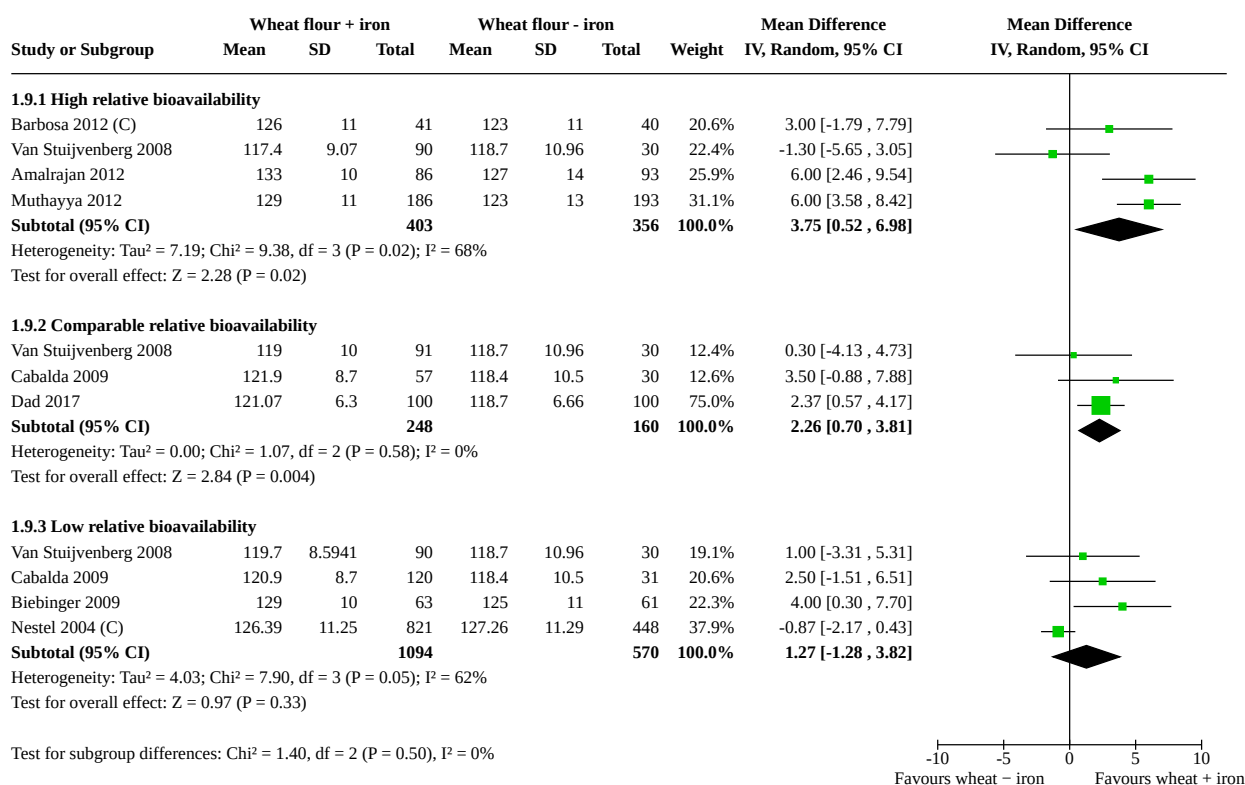 Wheat flour + iron Wheat flour - iron Mean Difference Mean Difference
Study or Subgroup Mean SD Total Mean SD Total Weight IV, Random, 95% CI IV, Random, 95% CI
1.9.1 High relative bioavailability
Barbosa 2012 (C) 126 11 41 123 11 40 20.6% 3.00 [-1.79 , 7.79]
Van Stuijvenberg 2008 117.4 9.07 90 118.7 10.96 30 22.4% -1.30 [-5.65 , 3.05]
Amalrajan 2012 133 10 86 127 14 93 25.9% 6.00 [2.46 , 9.54]
Muthayya 2012 129 11 186 123 13 193 31.1% 6.00 [3.58 , 8.42]
Subtotal (95% CI) 403 356 100.0% 3.75 [0.52 , 6.98]
Heterogeneity: Tau² = 7.19; Chi² = 9.38, df = 3 (P = 0.02); I² = 68%
Test for overall effect: Z = 2.28 (P = 0.02)
1.9.2 Comparable relative bioavailability
Van Stuijvenberg 2008 119 10 91 118.7 10.96 30 12.4% 0.30 [-4.13 , 4.73]
Cabalda 2009 121.9 8.7 57 118.4 10.5 30 12.6% 3.50 [-0.88 , 7.88]
Dad 2017 121.07 6.3 100 118.7 6.66 100 75.0% 2.37 [0.57 , 4.17]
Subtotal (95% CI) 248 160 100.0% 2.26 [0.70 , 3.81]
Heterogeneity: Tau² = 0.00; Chi² = 1.07, df = 2 (P = 0.58); I² = 0%
Test for overall effect: Z = 2.84 (P = 0.004)
1.9.3 Low relative bioavailability
Van Stuijvenberg 2008 119.7 8.5941 90 118.7 10.96 30 19.1% 1.00 [-3.31 , 5.31]
Cabalda 2009 120.9 8.7 120 118.4 10.5 31 20.6% 2.50 [-1.51 , 6.51]
Biebinger 2009 129 10 63 125 11 61 22.3% 4.00 [0.30 , 7.70]
Nestel 2004 (C) 126.39 11.25 821 127.26 11.29 448 37.9% -0.87 [-2.17 , 0.43]
Subtotal (95% CI) 1094 570 100.0% 1.27 [-1.28 , 3.82]
Heterogeneity: Tau² = 4.03; Chi² = 7.90, df = 3 (P = 0.05); I² = 62%
Test for overall effect: Z = 0.97 (P = 0.33)
Test for subgroup differences: Chi² = 1.40, df = 2 (P = 0.50), I² = 0%
-10 -5 0 5 10
Favours wheat − iron Favours wheat + iron